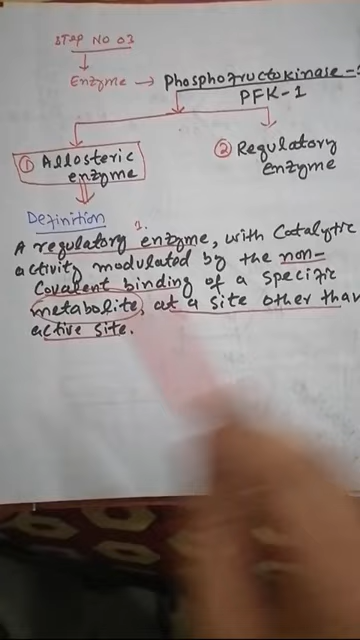 STEP NO 03
Enzyme → Phosphofructokinase-
PFK-1
① Allosteric
enzyme
② Regulatory
enzyme
Definition
1.
A regulatory enzyme, with Catalytic
activity modulated by the non-
Covalent binding of a specific
metabolite, at a site other than
active site.